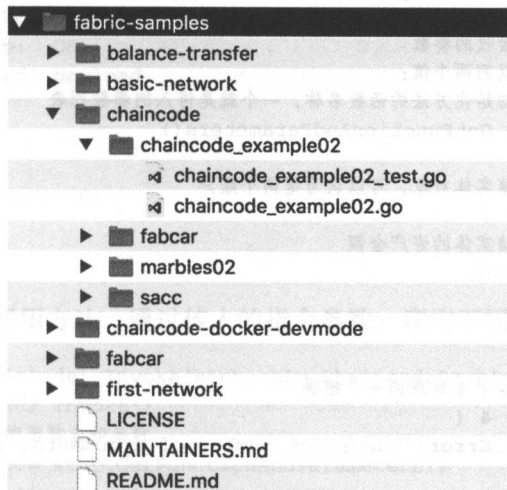 fabric-samples
balance-transfer
basic-network
chaincode
chaincode_example02
chaincode_example02_test.go
chaincode_example02.go
fabcar
marbles02
sacc
chaincode-docker-devmode
fabcar
first-network
LICENSE
MAINTAINERS.md
README.md